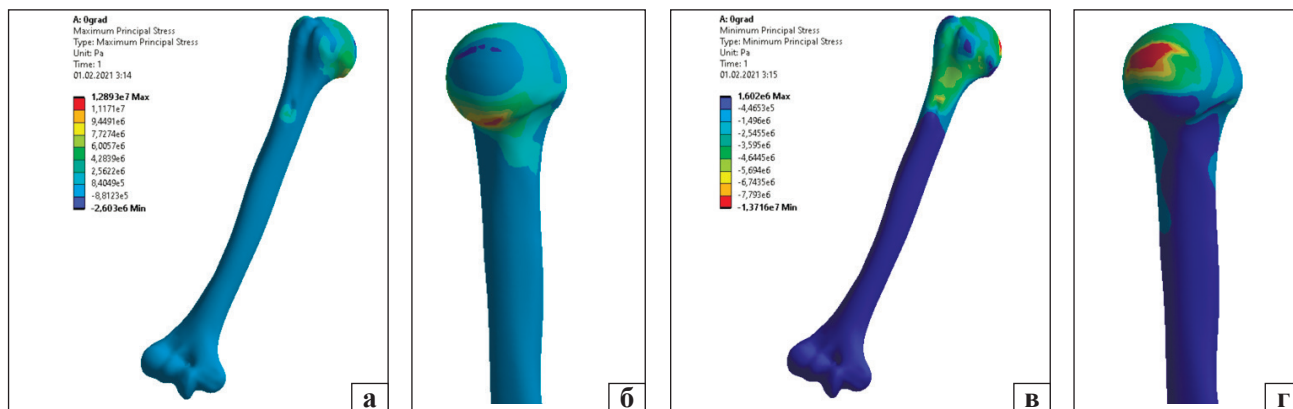 A: 0grad
Maximum Principal Stress
Type: Maximum Principal Stress
Unit: Pa
Time: 1
01.02.2021 3:14
1,2893e7 Max
1,1171e7
9,4491e6
7,7274e6
6,0057e6
4,2839e6
2,5622e6
8,4049e5
-8,8123e5
-2,603e6 Min
а
б
A: 0grad
Minimum Principal Stress
Type: Minimum Principal Stress
Unit: Pa
Time: 1
01.02.2021 3:15
1,602e6 Max
-4,4653e5
-1,496e6
-2,5455e6
-3,595e6
-4,6445e6
-5,694e6
-6,7435e6
-7,793e6
-1,3716e7 Min
в
г